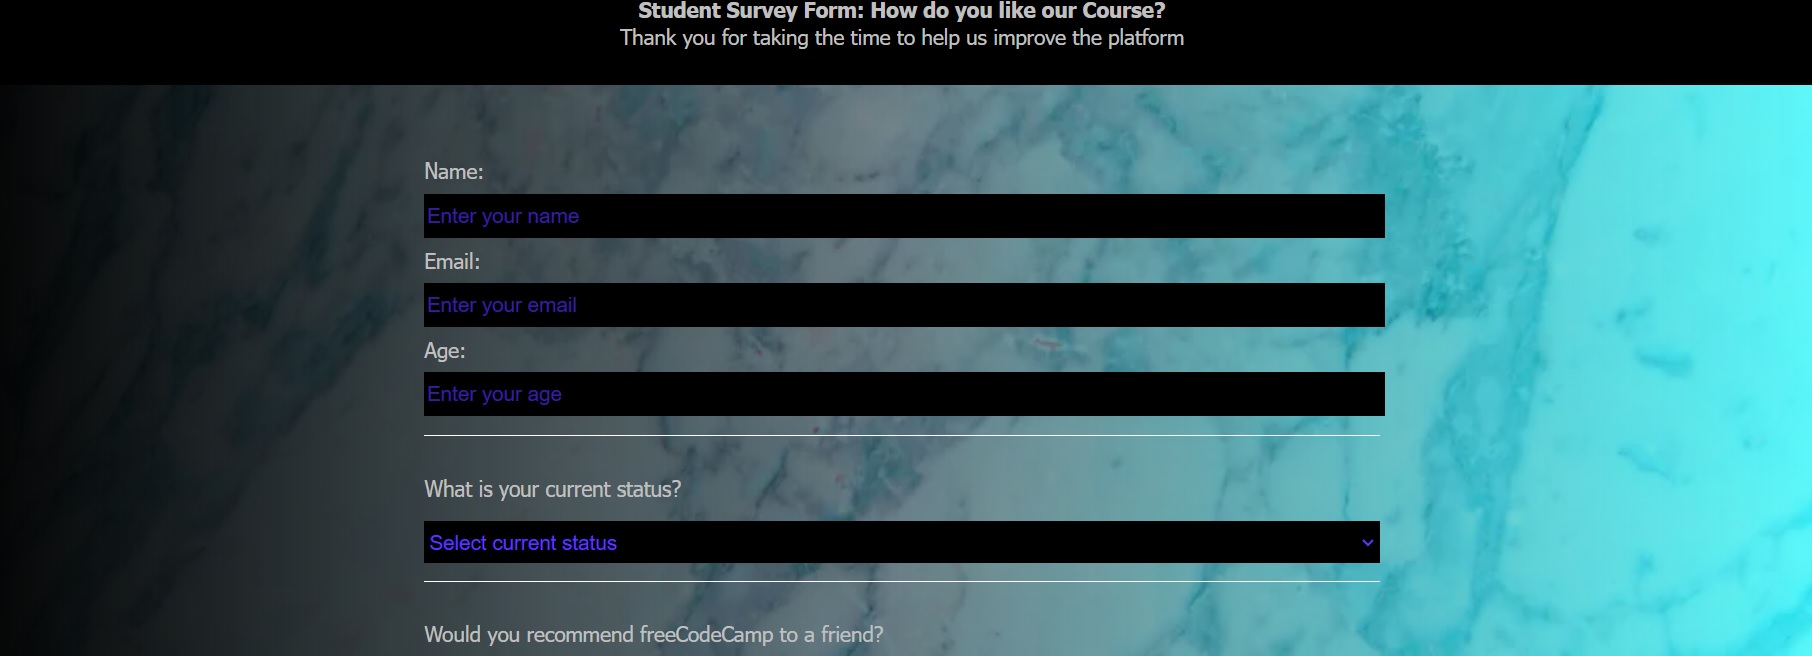 Student Survey Form: How do you like our Course?
Thank you for taking the time to help us improve the platform
Name:
Enter your name
Email:
Enter your email
Age:
Enter your age
What is your current status?
Select current status
Would you recommend freeCodeCamp to a friend?